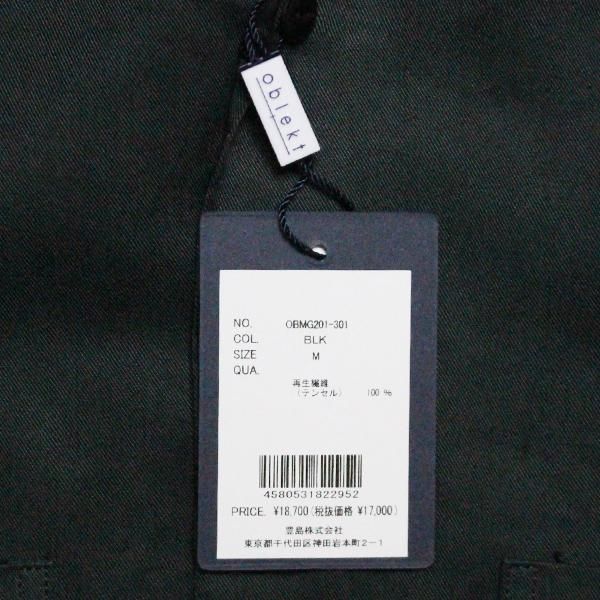 oblekt
NO. OBMG201-301
COL. BLK
SIZE M
QUA.
再生繊維
(テンセル) 100 %
4580531822952
PRICE. ¥18,700(税抜価格 ¥17,000)
豊島株式会社
東京都千代田区神田岩本町2-1